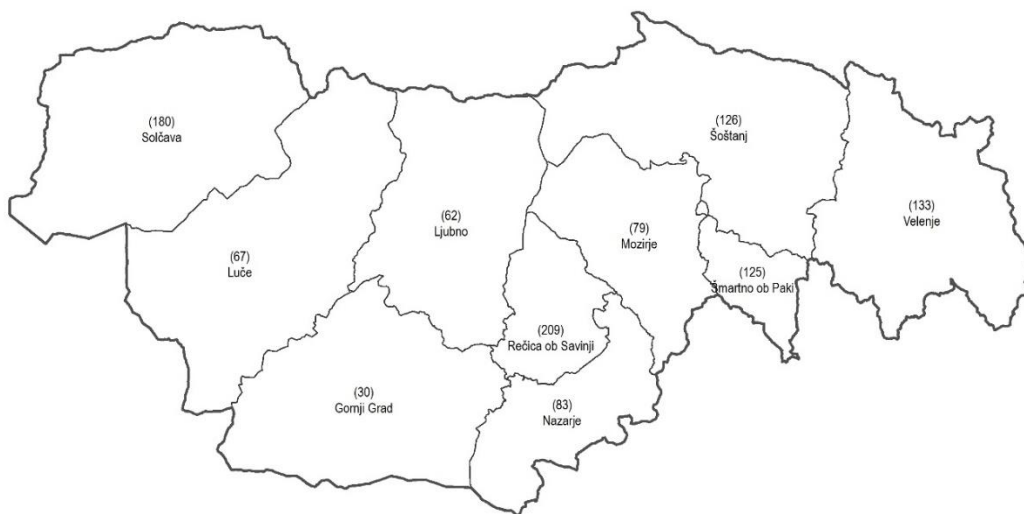 (180)
Solčava
(126)
Šoštanj
(133)
Velenje
(62)
Ljubno
(79)
Mozirje
(67)
Luče
(125)
Šmartno ob Paki
(209)
Rečica ob Savinji
(30)
Gornji Grad
(83)
Nazarje